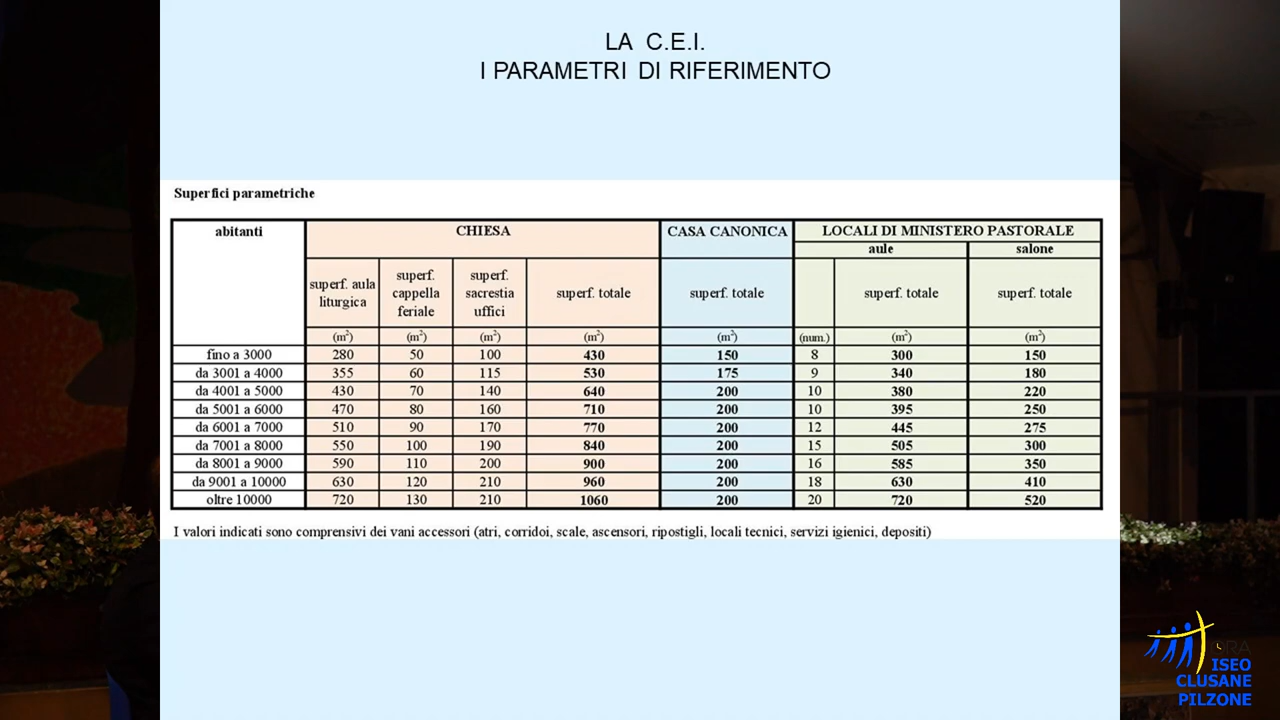 LA C.E.I.
I PARAMETRI DI RIFERIMENTO
Superfici parametriche
abitanti CHIESA CASA CANONICA LOCALI DI MINISTERO PASTORALE
aule salone
superf. aula liturgica superf. cappella feriale superf. sacrestia uffici superf. totale superf. totale superf. totale superf. totale
(m²) (m²) (m²) (m²) (m²) (num.) (m²) (m²)
fino a 3000 280 50 100 430 150 8 300 150
da 3001 a 4000 355 60 115 530 175 9 340 180
da 4001 a 5000 430 70 140 640 200 10 380 220
da 5001 a 6000 470 80 160 710 200 10 395 250
da 6001 a 7000 510 90 170 770 200 12 445 275
da 7001 a 8000 550 100 190 840 200 15 505 300
da 8001 a 9000 590 110 200 900 200 16 585 350
da 9001 a 10000 630 120 210 960 200 18 630 410
oltre 10000 720 130 210 1060 200 20 720 520
I valori indicati sono comprensivi dei vani accessori (atri, corridoi, scale, ascensori, ripostigli, locali tecnici, servizi igienici, depositi)
ISEO
CLUSANE
PILZONE